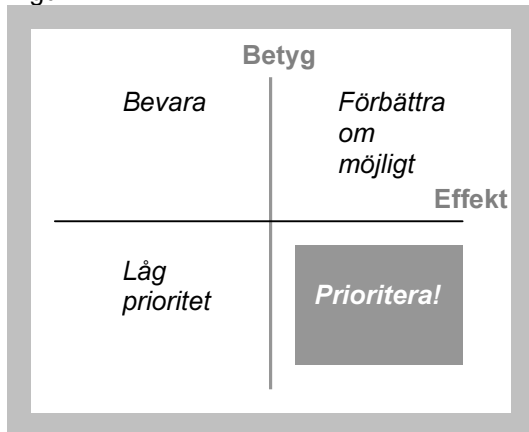 Betyg
Bevara
Förbättra
om
möjligt
Effekt
Låg
prioritet
Prioritera!